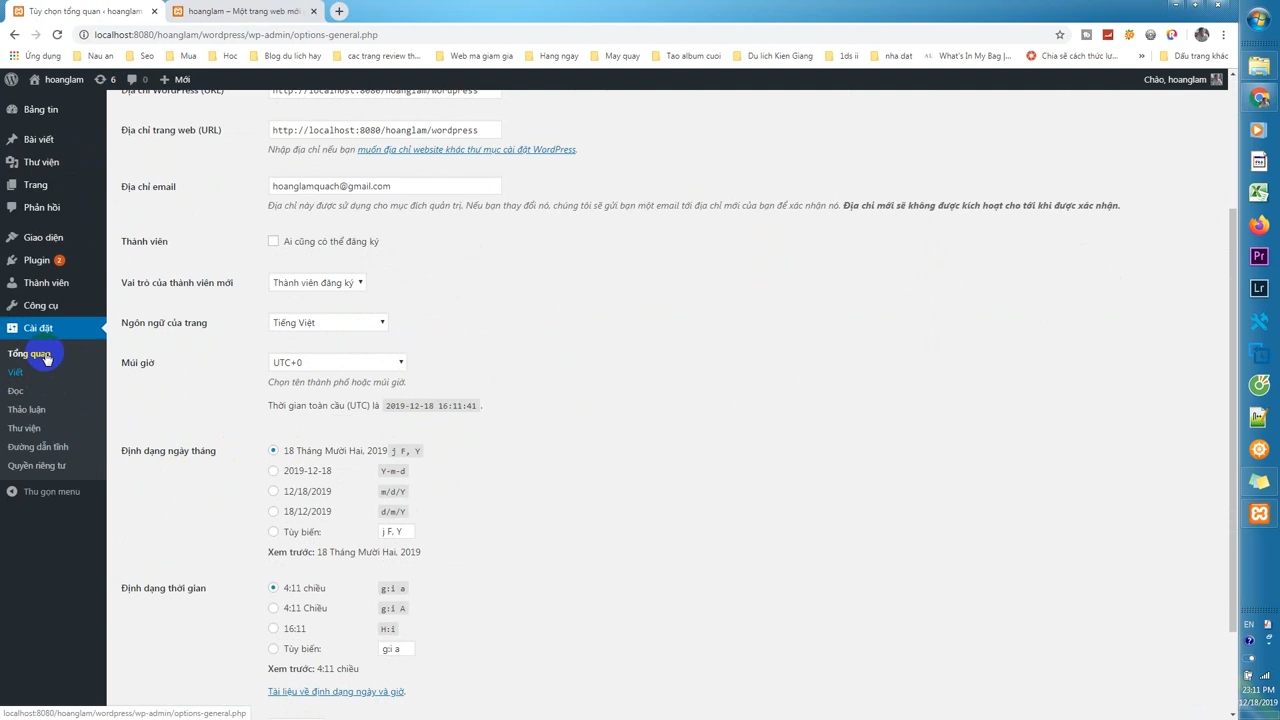 Tùy chọn tổng quan ‹ hoanglam
hoanglam – Một trang web mới
localhost:8080/hoanglam/wordpress/wp-admin/options-general.php
Ứng dụng
Nau an
Seo
Mua
Hoc
Blog du lich hay
cac trang review th...
Web ma giam gia
Hàng ngày
May quay
Tao album cuoi
Du lich Kien Giang
1ds ii
nha dat
What's In My Bag |...
Chia sẻ cách thức lư...
Dấu trang khác
hoanglam
6
0
Mới
Chào, hoanglam
Bảng tin
Bài viết
Thư viện
Trang
Phản hồi
Giao diện
Plugin 2
Thành viên
Công cụ
Cài đặt
Tổng quan
Viết
Đọc
Thảo luận
Thư viện
Đường dẫn tĩnh
Quyền riêng tư
Thu gọn menu
Địa chỉ WordPress (URL)
http://localhost:8080/hoanglam/wordpress
Địa chỉ trang web (URL)
http://localhost:8080/hoanglam/wordpress
Nhập địa chỉ nếu bạn muốn địa chỉ website khác thư mục cài đặt WordPress.
Địa chỉ email
hoanglamquach@gmail.com
Địa chỉ này được sử dụng cho mục đích quản trị. Nếu bạn thay đổi nó, chúng tôi sẽ gửi bạn một email tới địa chỉ mới của bạn để xác nhận nó. Địa chỉ mới sẽ không được kích hoạt cho tới khi được xác nhận.
Thành viên
Ai cũng có thể đăng ký
Vai trò của thành viên mới
Thành viên đăng ký
Ngôn ngữ của trang
Tiếng Việt
Múi giờ
UTC+0
Chọn tên thành phố hoặc múi giờ.
Thời gian toàn cầu (UTC) là 2019-12-18 16:11:41.
Định dạng ngày tháng
18 Tháng Mười Hai, 2019 j F, Y
2019-12-18 Y-m-d
12/18/2019 m/d/Y
18/12/2019 d/m/Y
Tùy biến: j F, Y
Xem trước: 18 Tháng Mười Hai, 2019
Định dạng thời gian
4:11 chiều g:i a
4:11 Chiều g:i A
16:11 H:i
Tùy biến: g:i a
Xem trước: 4:11 chiều
Tài liệu về định dạng ngày và giờ.
localhost:8080/hoanglam/wordpress/wp-admin/options-general.php
Pr
Lr
EN
23:11 PM
12/18/2019